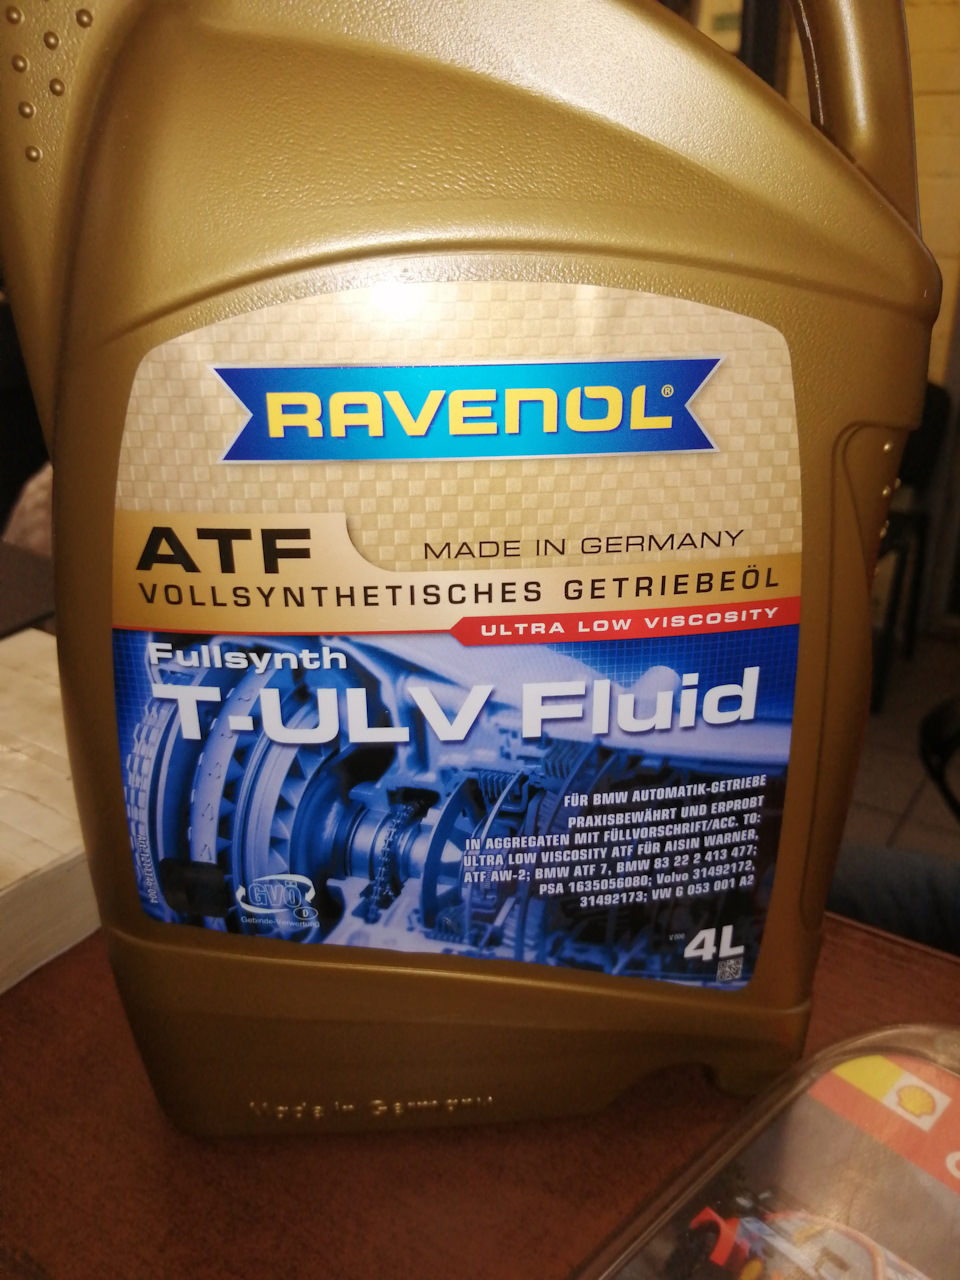 RAVENOL®
ATF
MADE IN GERMANY
VOLLSYNTHETISCHES GETRIEBEÖL
ULTRA LOW VISCOSITY
Fullsynth
T-ULV Fluid
FÜR BMW AUTOMATIK-GETRIEBE
PRAXISBEWÄHRT UND ERPROBT
IN AGGREGATEN MIT FÜLLVORSCHRIFT/ACC. TO:
ULTRA LOW VISCOSITY ATF FÜR AISIN WARNER,
ATF AW-2; BMW ATF 7, BMW 83 22 2 413 477;
PSA 1635056080; Volvo 31492172,
31492173; VW G 053 001 A2
GVÖ
D
Gebinde-Verwertung
4L
Made in Germany